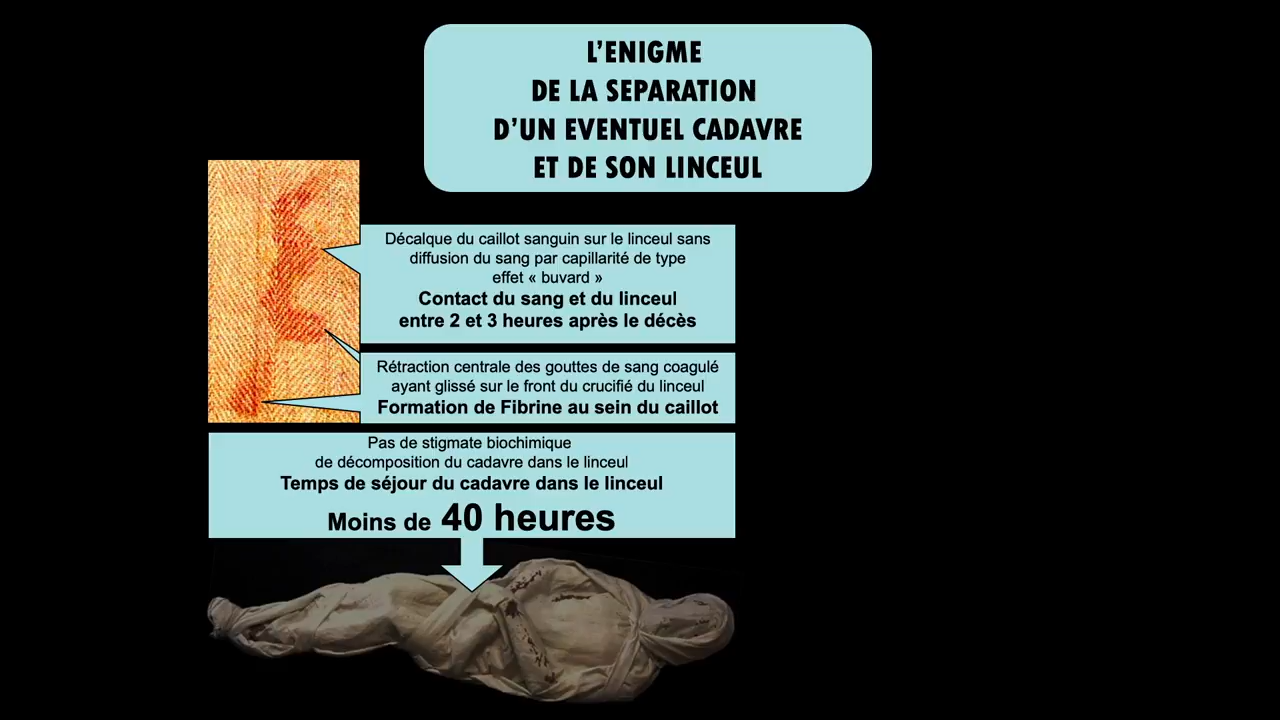 L'ENIGME
DE LA SEPARATION
D'UN EVENTUEL CADAVRE
ET DE SON LINCEUL
Décalque du caillot sanguin sur le linceul sans
diffusion du sang par capillarité de type
effet « buvard »
Contact du sang et du linceul
entre 2 et 3 heures après le décès
Rétraction centrale des gouttes de sang coagulé
ayant glissé sur le front du crucifié du linceul
Formation de Fibrine au sein du caillot
Pas de stigmate biochimique
de décomposition du cadavre dans le linceul
Temps de séjour du cadavre dans le linceul
Moins de 40 heures